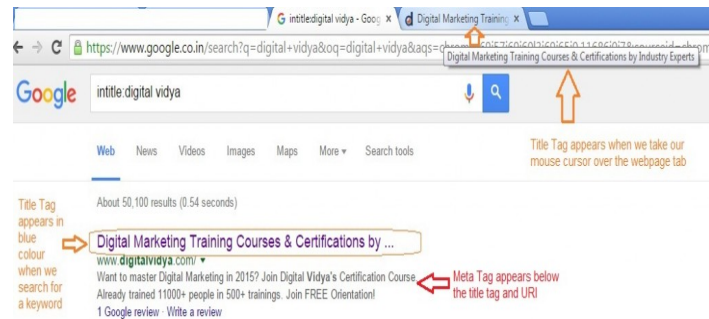 intitle:digital vidya - Goog ×
Digital Marketing Training ×
https://www.google.co.in/search?q=digital+vidya&oq=digital+vidya&aqs=chrom
Digital Marketing Training Courses & Certifications by Industry Experts
Google
intitle:digital vidya
Web News Videos Images Maps More ▾ Search tools
Title Tag appears when we take our
mouse cursor over the webpage tab
About 50,100 results (0.54 seconds)
Title Tag
appears in
blue
colour
when we
search for
a keyword
Digital Marketing Training Courses & Certifications by ...
www.digitalvidya.com/ ▾
Want to master Digital Marketing in 2015? Join Digital Vidya's Certification Course.
Already trained 11000+ people in 500+ trainings. Join FREE Orientation!
1 Google review · Write a review
Meta Tag appears below
the title tag and URI